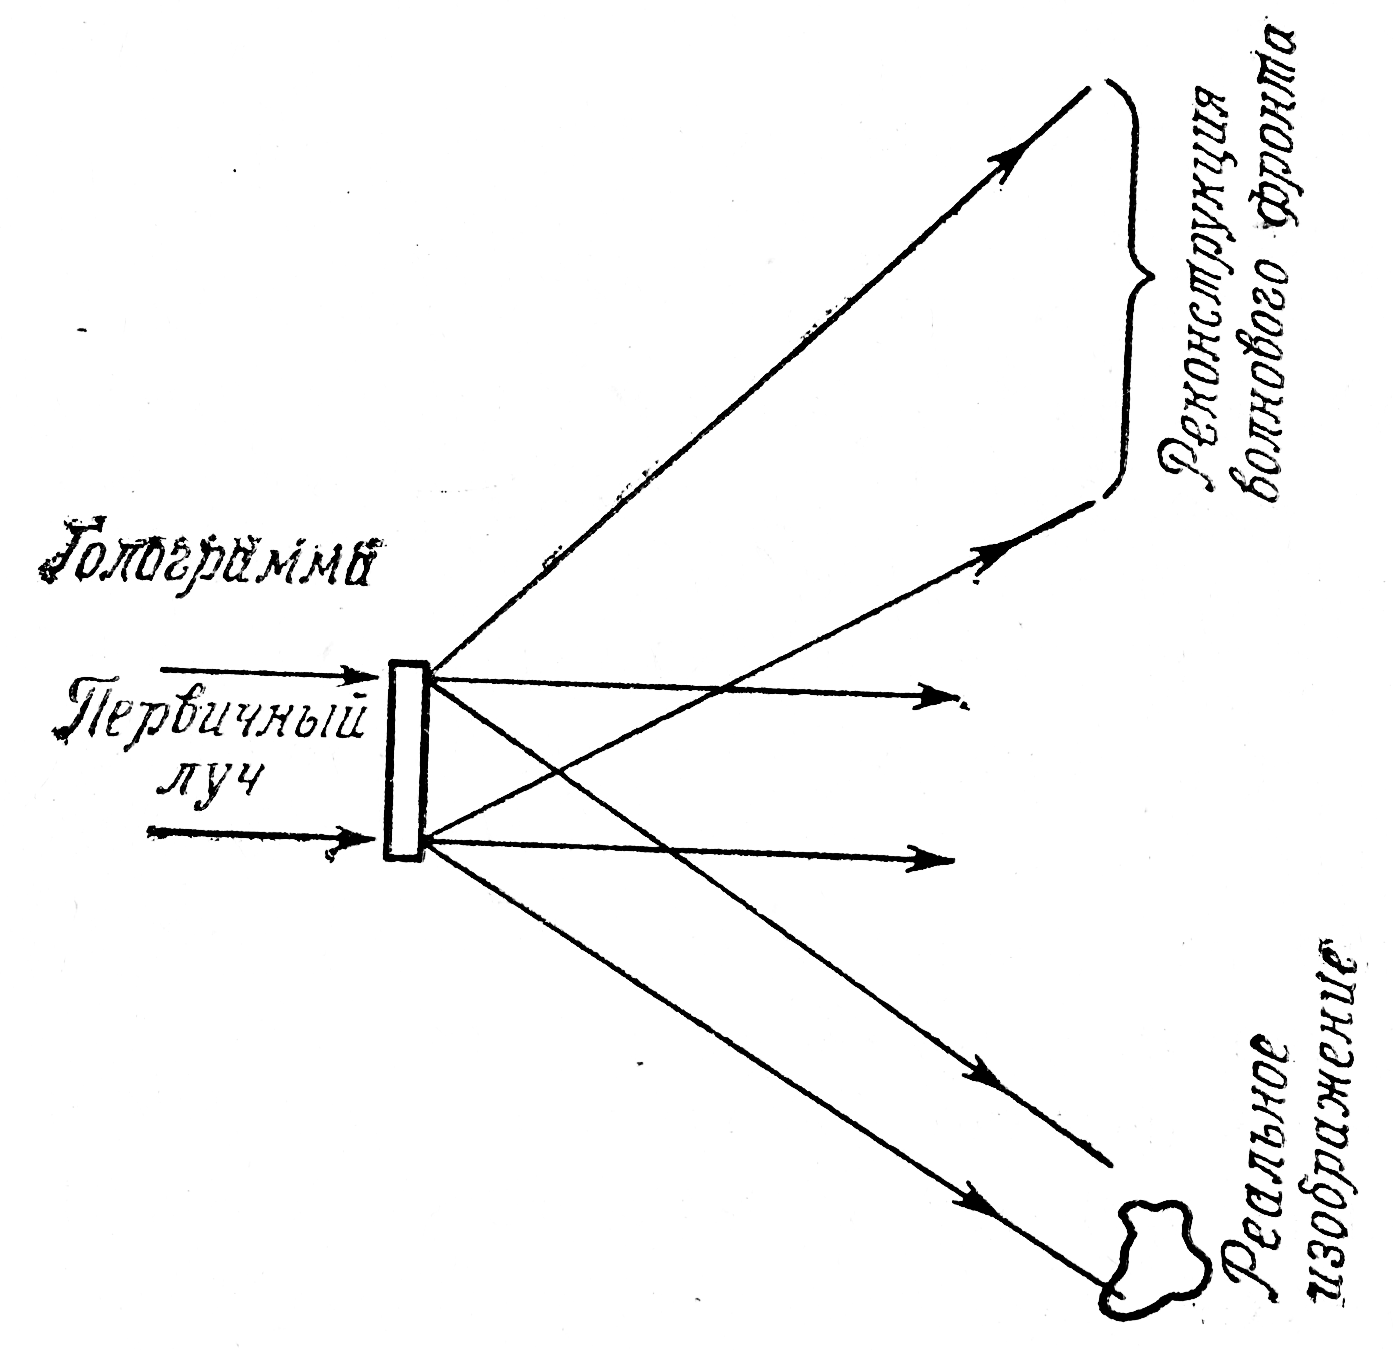 Голограмма
Первичный
луч
Реконструкция
волнового фронта
Реальное
изображение